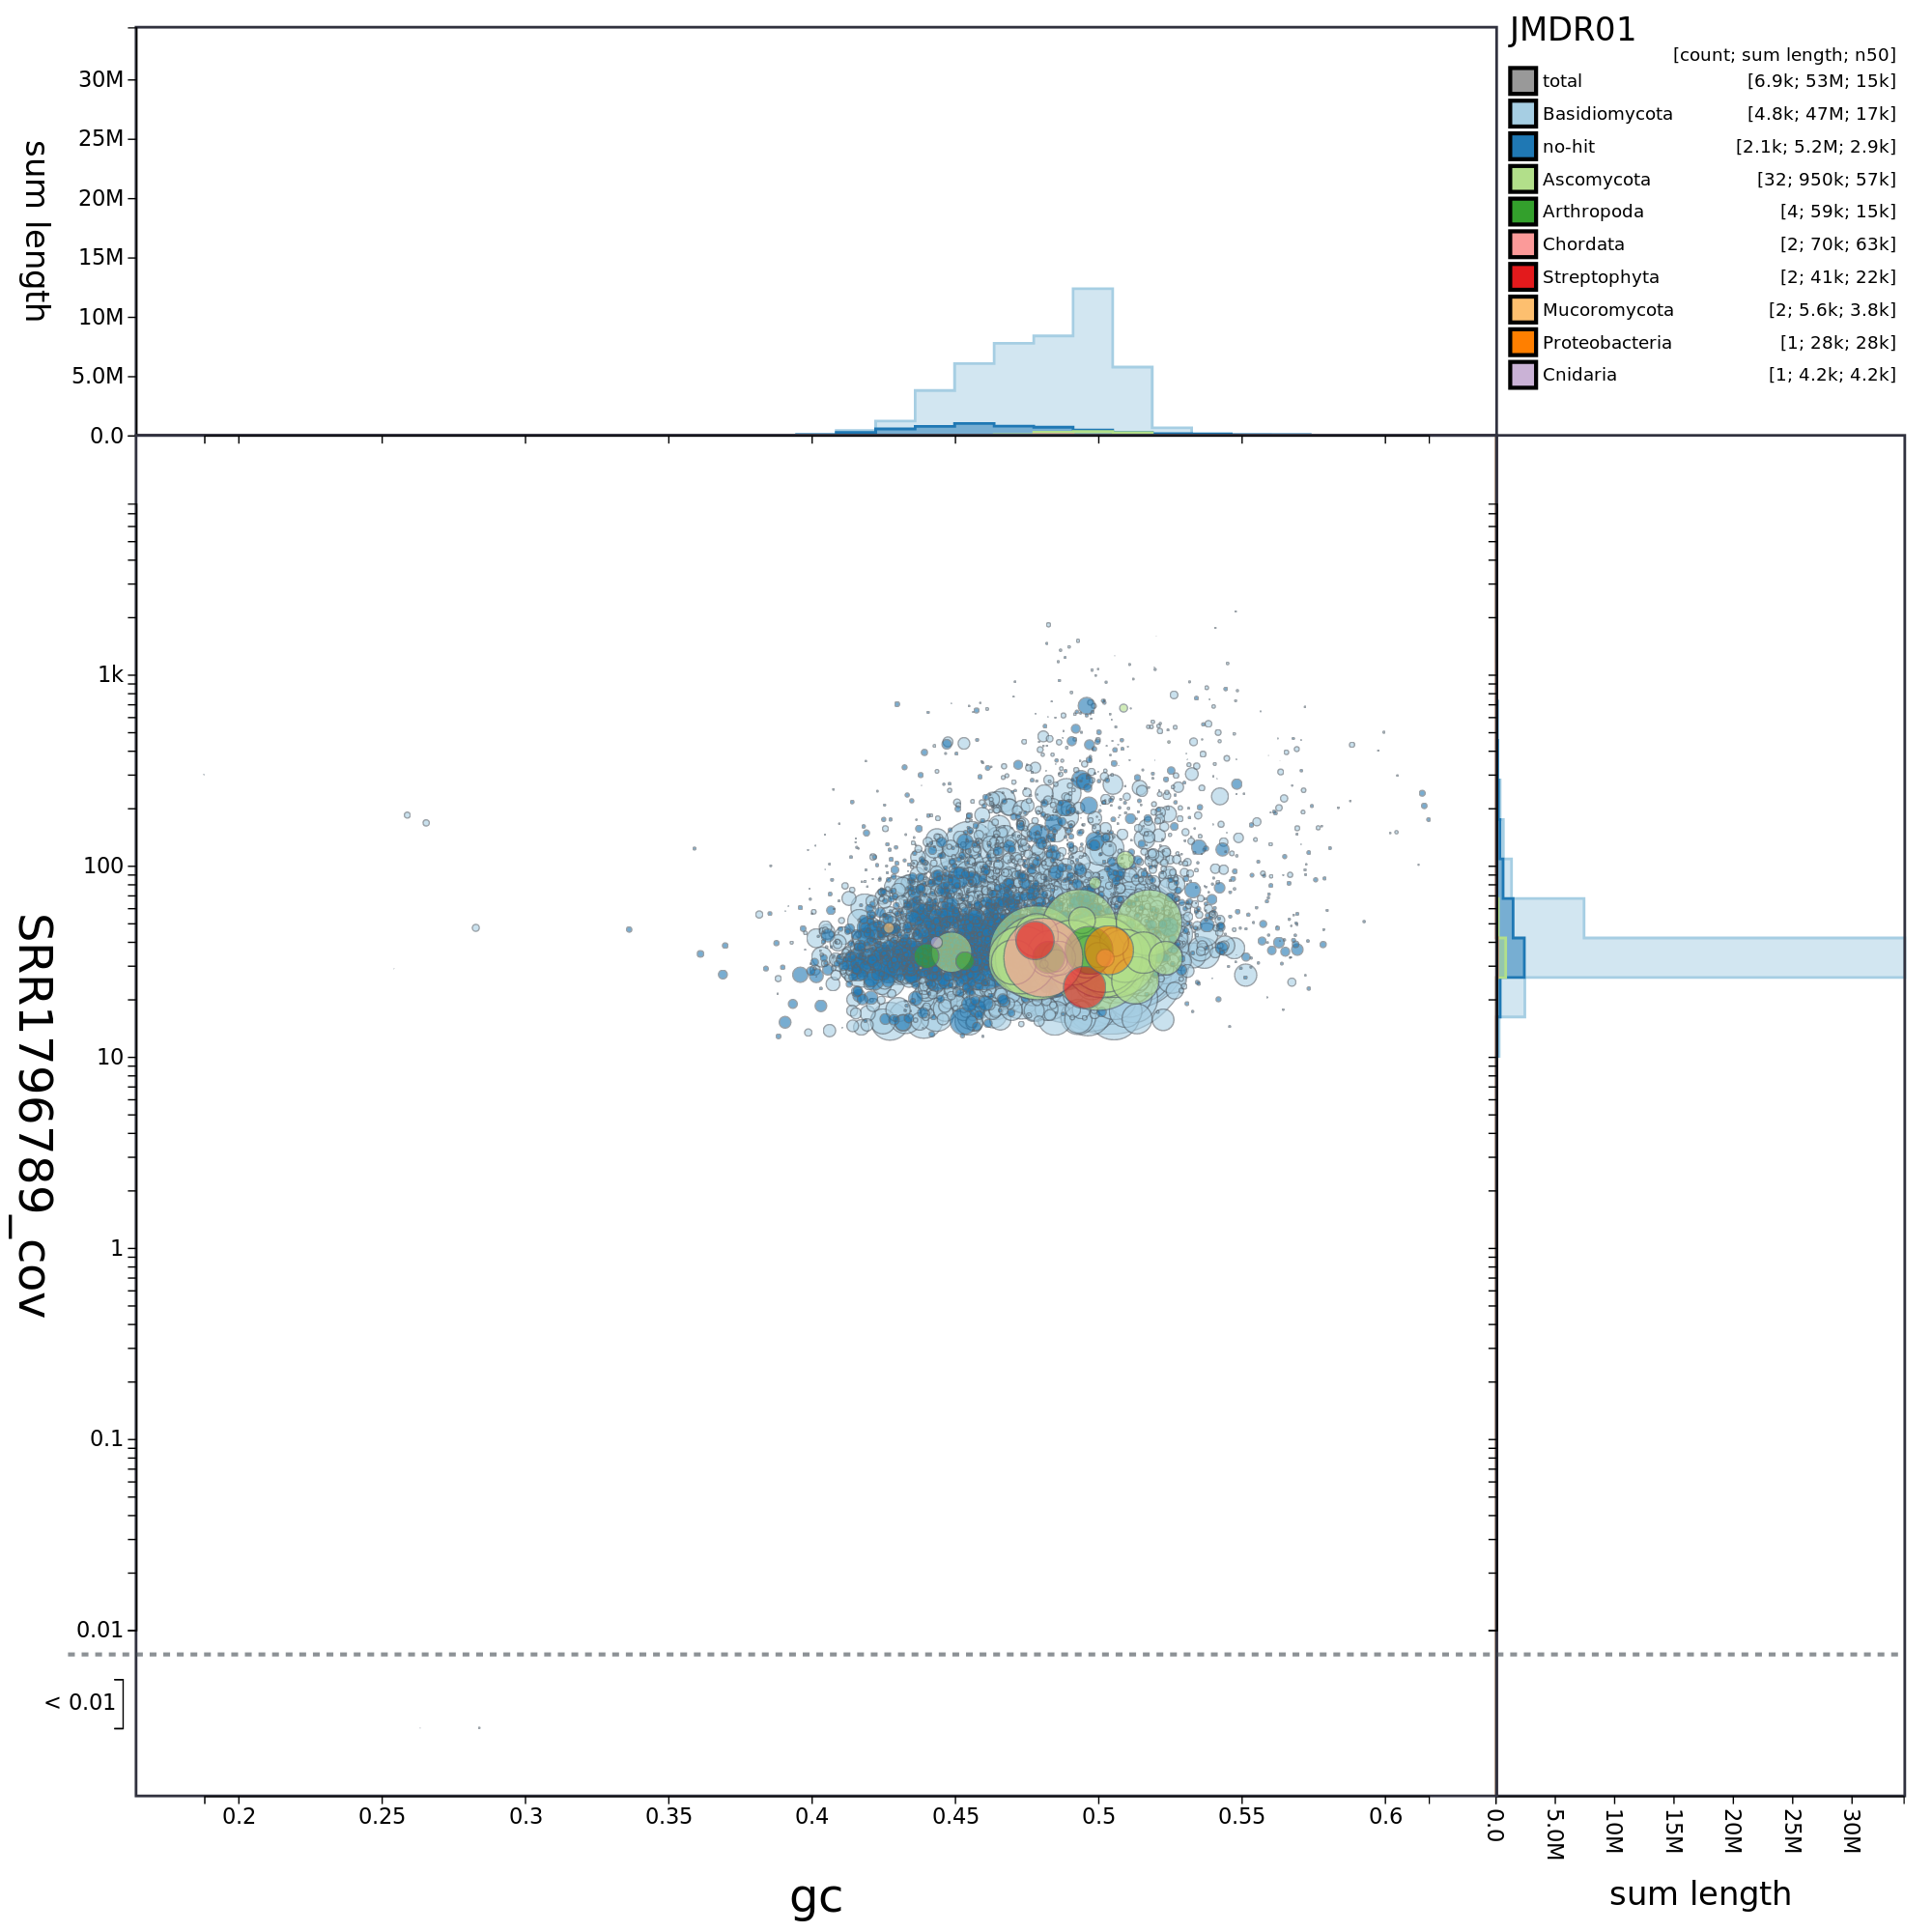 JMDR01
[count; sum length; n50]
total [6.9k; 53M; 15k]
Basidiomycota [4.8k; 47M; 17k]
no-hit [2.1k; 5.2M; 2.9k]
Ascomycota [32; 950k; 57k]
Arthropoda [4; 59k; 15k]
Chordata [2; 70k; 63k]
Streptophyta [2; 41k; 22k]
Mucoromycota [2; 5.6k; 3.8k]
Proteobacteria [1; 28k; 28k]
Cnidaria [1; 4.2k; 4.2k]
sum length
30M
25M
20M
15M
10M
5.0M
0.0
SRR1796789_cov
1k
100
10
1
0.1
0.01
< 0.01
0.2 0.25 0.3 0.35 0.4 0.45 0.5 0.55 0.6
gc
0.0 5.0M 10M 15M 20M 25M 30M
sum length